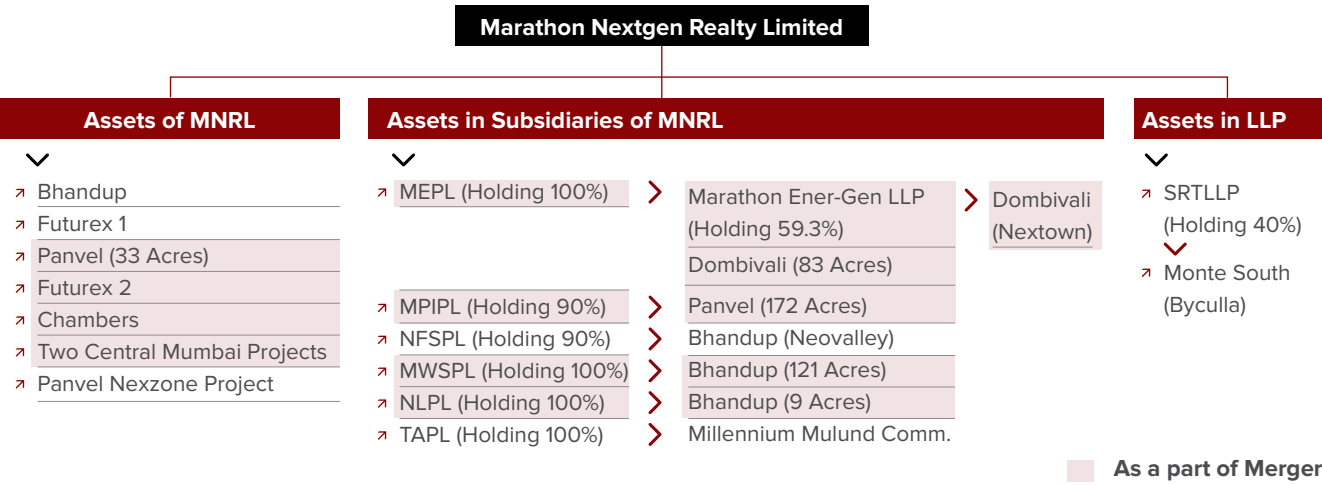 Marathon Nextgen Realty Limited
Assets of MNRL
Bhandup
Futurex 1
Panvel (33 Acres)
Futurex 2
Chambers
Two Central Mumbai Projects
Panvel Nexzone Project
Assets in Subsidiaries of MNRL
MEPL (Holding 100%)
Marathon Ener-Gen LLP
(Holding 59.3%)
Dombivali
(Nextown)
Dombivali (83 Acres)
MPIPL (Holding 90%)
Panvel (172 Acres)
NFSPL (Holding 90%)
Bhandup (Neovalley)
MWSPL (Holding 100%)
Bhandup (121 Acres)
NLPL (Holding 100%)
Bhandup (9 Acres)
TAPL (Holding 100%)
Millennium Mulund Comm.
Assets in LLP
SRTLLP
(Holding 40%)
Monte South
(Byculla)
As a part of Merger